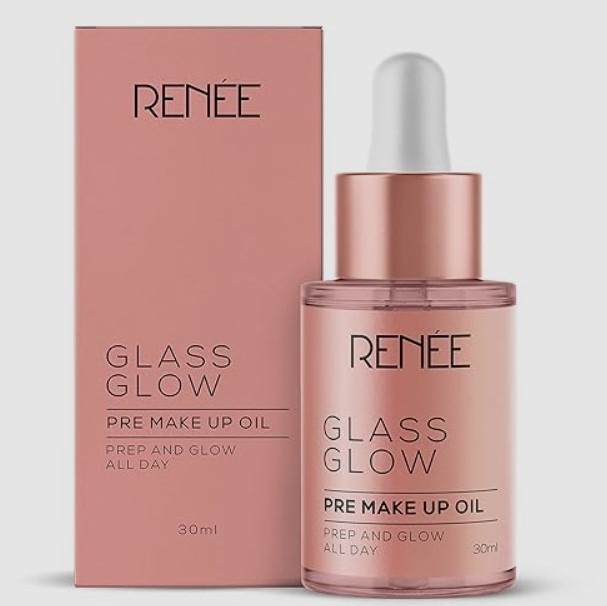 RENÉE
GLASS
GLOW
PRE MAKE UP OIL
PREP AND GLOW
ALL DAY
30ml
RENÉE
GLASS
GLOW
PRE MAKE UP OIL
PREP AND GLOW
ALL DAY 30ml